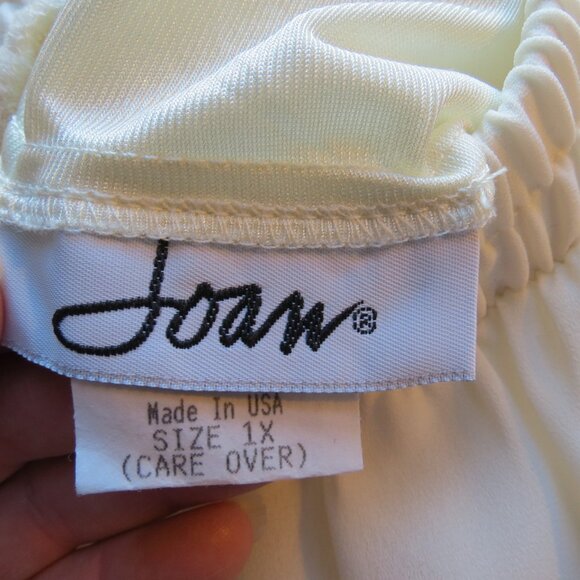 Joan®
Made In USA
SIZE 1X
(CARE OVER)